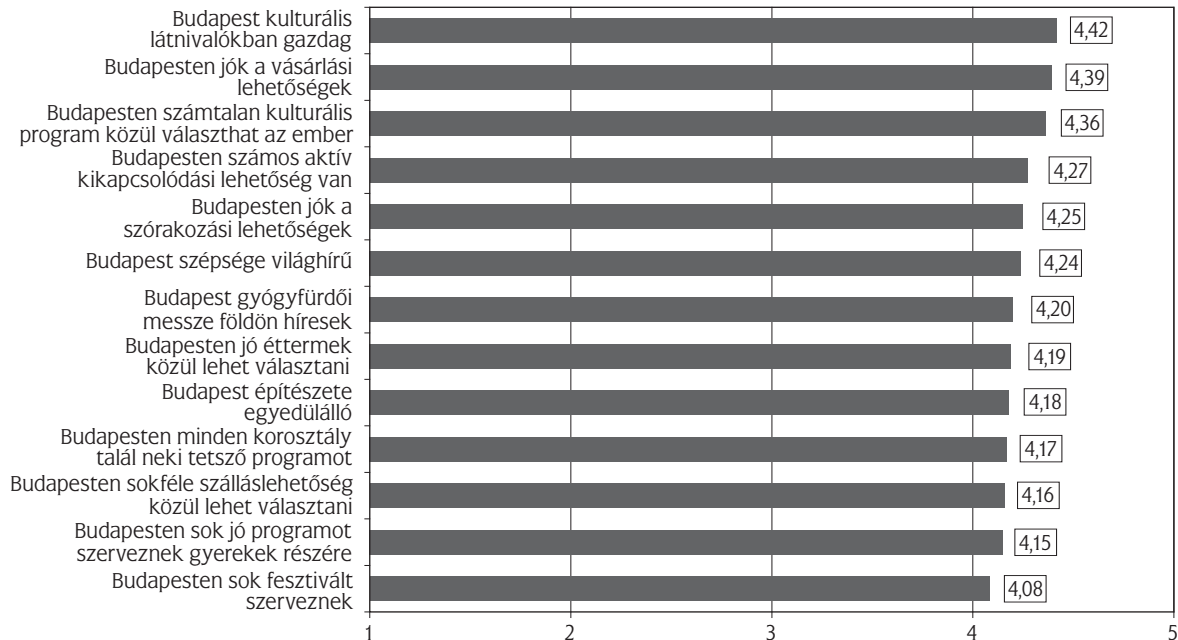 Budapest kulturális
látnivalókban gazdag
4,42
Budapesten jók a vásárlási
lehetőségek
4,39
Budapesten számtalan kulturális
program közül választhat az ember
4,36
Budapesten számos aktív
kikapcsolódási lehetőség van
4,27
Budapesten jók a
szórakozási lehetőségek
4,25
Budapest szépsége világhírű
4,24
Budapest gyógyfürdői
messze földön híresek
4,20
Budapesten jó éttermek
közül lehet választani
4,19
Budapest építészete
egyedülálló
4,18
Budapesten minden korosztály
talál neki tetsző programot
4,17
Budapesten sokféle szálláslehetőség
közül lehet választani
4,16
Budapesten sok jó programot
szerveznek gyerekek részére
4,15
Budapesten sok fesztivált
szerveznek
4,08
1 2 3 4 5